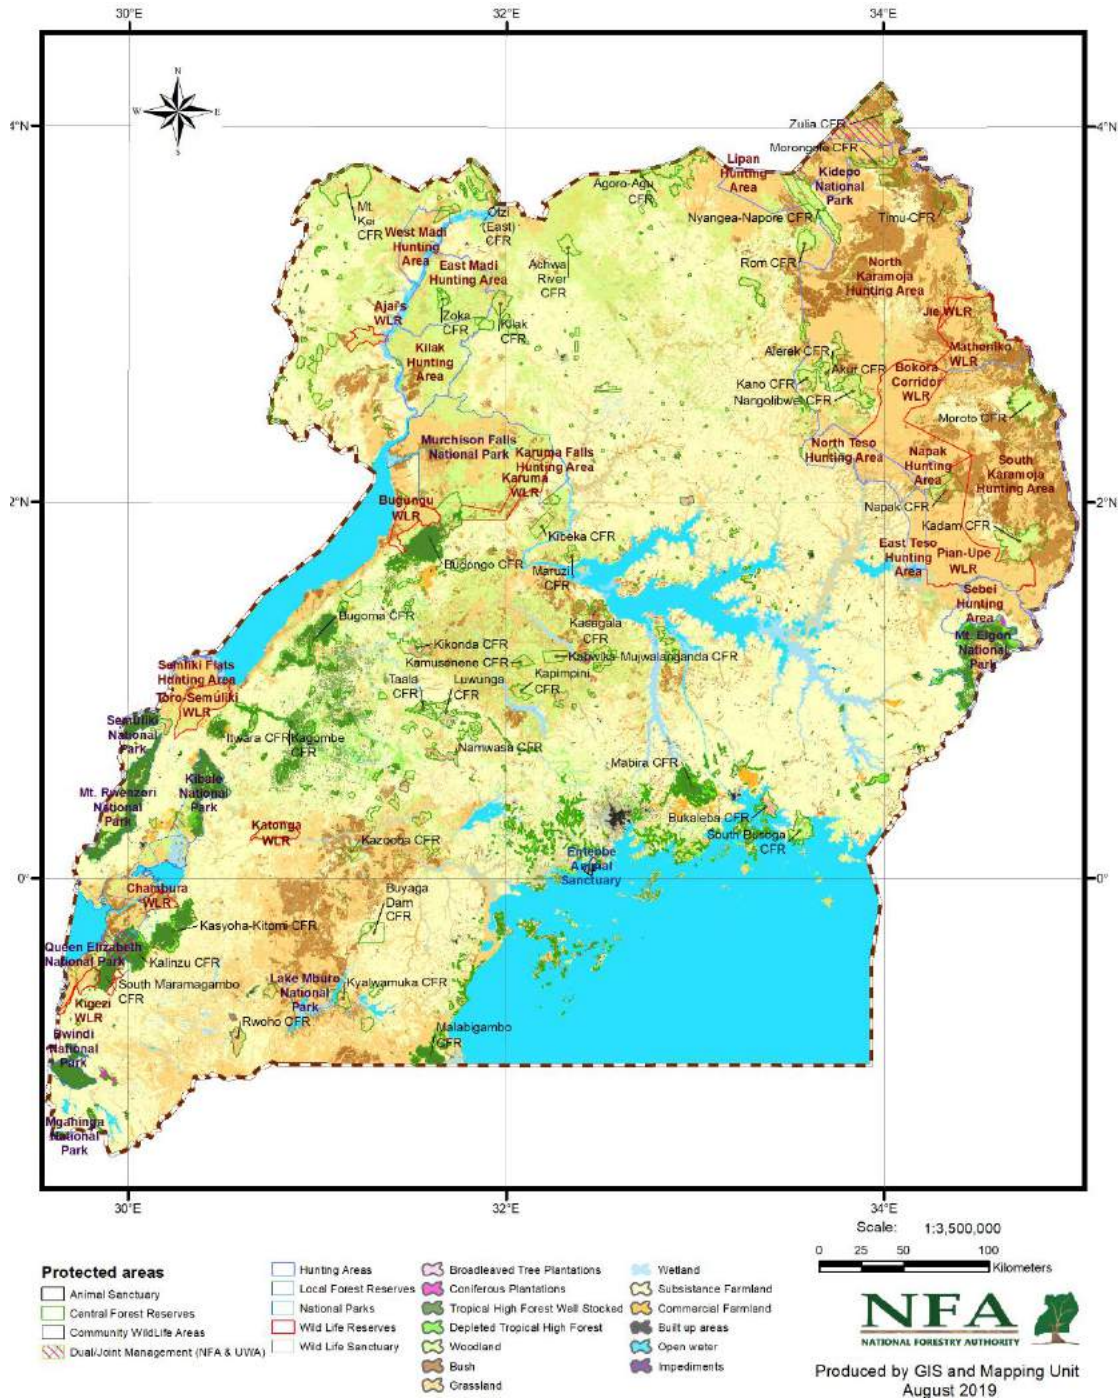 30°E
32°E
34°E
N
W
E
S
4°N
4°N
Zulia CFR
Morongole CFR
Lipan
Hunting
Area
Kidepo
National
Park
Agoro-Agu
CFR
Nyangea-Napore CFR
Timu-CFR
Mt.
Kei
CFR
Otzi
(East)
CFR
West Madi
Hunting
Area
East Madi
Hunting Area
Achwa
River
CFR
Rom CFR
North
Karamoja
Hunting Area
Ajai's
WLR
Zoka
CFR
Kilak
CFR
Jie WLR
Kilak
Hunting
Area
Matheniko
WLR
Alerek CFR
Akur CFR
Bokora
Corridor
WLR
Kano CFR
Nangolibwel CFR
Moroto CFR
Murchison Falls
National Park
Karuma Falls
Hunting Area
Karuma
WLR
North Teso
Hunting Area
Napak
Hunting
Area
South
Karamoja
Hunting Area
2°N
2°N
Bugungu
WLR
Napak CFR
Kadam CFR
Kibeka CFR
Budongo CFR
Maruzi
CFR
East Teso
Hunting
Area
Pian-Upe
WLR
Sebei
Hunting
Area
Bugoma CFR
Kasagala
CFR
Mt. Elgon
National
Park
Kikonda CFR
Kamusenene CFR
Kabwika-Mujwalanganda CFR
Semliki Flats
Hunting Area
Taala
CFR
Luwunga
CFR
Kapimpini
CFR
Toro-Semuliki
WLR
Semuliki
National
Park
Itwara CFR
Kagombe
CFR
Namwasa CFR
Mabira CFR
Kibale
National
Park
Mt. Rwenzori
National
Park
Katonga
WLR
Kazooba CFR
Bukaleba CFR
South Busoga
CFR
Entebbe
Animal
Sanctuary
0°
0°
Chambura
WLR
Buyaga
Dam
CFR
Kasyoha-Kitomi CFR
Queen Elizabeth
National Park
Kalinzu CFR
South Maramagambo
CFR
Lake Mburo
National
Park
Kyalwamuka CFR
Kigezi
WLR
Rwoho CFR
Malabigambo
CFR
Bwindi
National
Park
Mgahinga
National
Park
30°E
32°E
34°E
Scale: 1:3,500,000
0 25 50 100
Kilometers
Protected areas
Animal Sanctuary
Central Forest Reserves
Community WildLife Areas
Dual/Joint Management (NFA & UWA)
Hunting Areas
Local Forest Reserves
National Parks
Wild Life Reserves
Wild Life Sanctuary
Broadleaved Tree Plantations
Coniferous Plantations
Tropical High Forest Well Stocked
Depleted Tropical High Forest
Woodland
Bush
Grassland
Wetland
Subsistance Farmland
Commercial Farmland
Built up areas
Open water
Impediments
NFA
NATIONAL FORESTRY AUTHORITY
Produced by GIS and Mapping Unit
August 2019